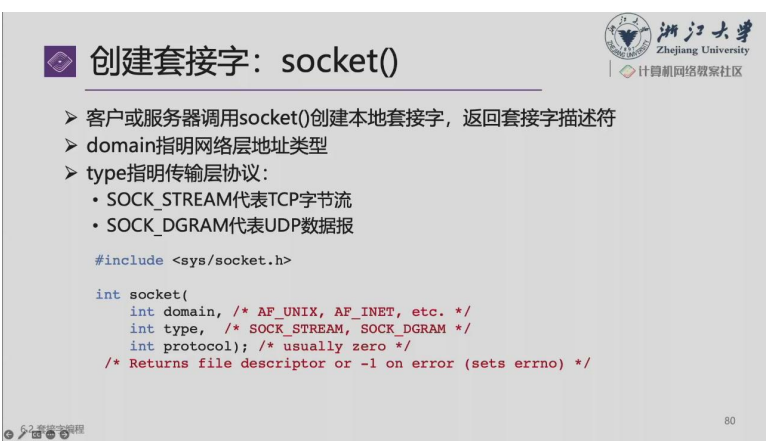 浙江大学
Zhejiang University
计算机网络教案社区
创建套接字：socket()
➢ 客户或服务器调用socket()创建本地套接字，返回套接字描述符
➢ domain指明网络层地址类型
➢ type指明传输层协议：
• SOCK_STREAM代表TCP字节流
• SOCK_DGRAM代表UDP数据报
#include <sys/socket.h>
int socket(
int domain, /* AF_UNIX, AF_INET, etc. */
int type, /* SOCK_STREAM, SOCK_DGRAM */
int protocol); /* usually zero */
/* Returns file descriptor or -1 on error (sets errno) */
6.2 套接字编程
80